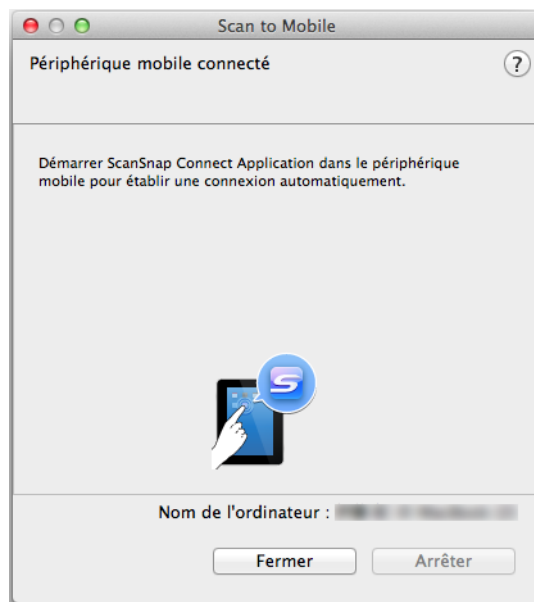 Scan to Mobile
Périphérique mobile connecté
?
Démarrer ScanSnap Connect Application dans le périphérique
mobile pour établir une connexion automatiquement.
S
Nom de l'ordinateur :
Fermer Arrêter